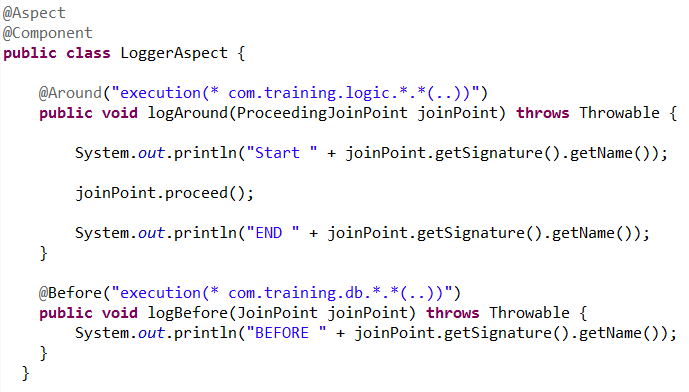 @Aspect
@Component
public class LoggerAspect {
@Around("execution(* com.training.logic.*.*(..))")
public void logAround(ProceedingJoinPoint joinPoint) throws Throwable {
System.out.println("Start " + joinPoint.getSignature().getName());
joinPoint.proceed();
System.out.println("END " + joinPoint.getSignature().getName());
}
@Before("execution(* com.training.db.*.*(..))")
public void logBefore(JoinPoint joinPoint) throws Throwable {
System.out.println("BEFORE " + joinPoint.getSignature().getName());
}
}